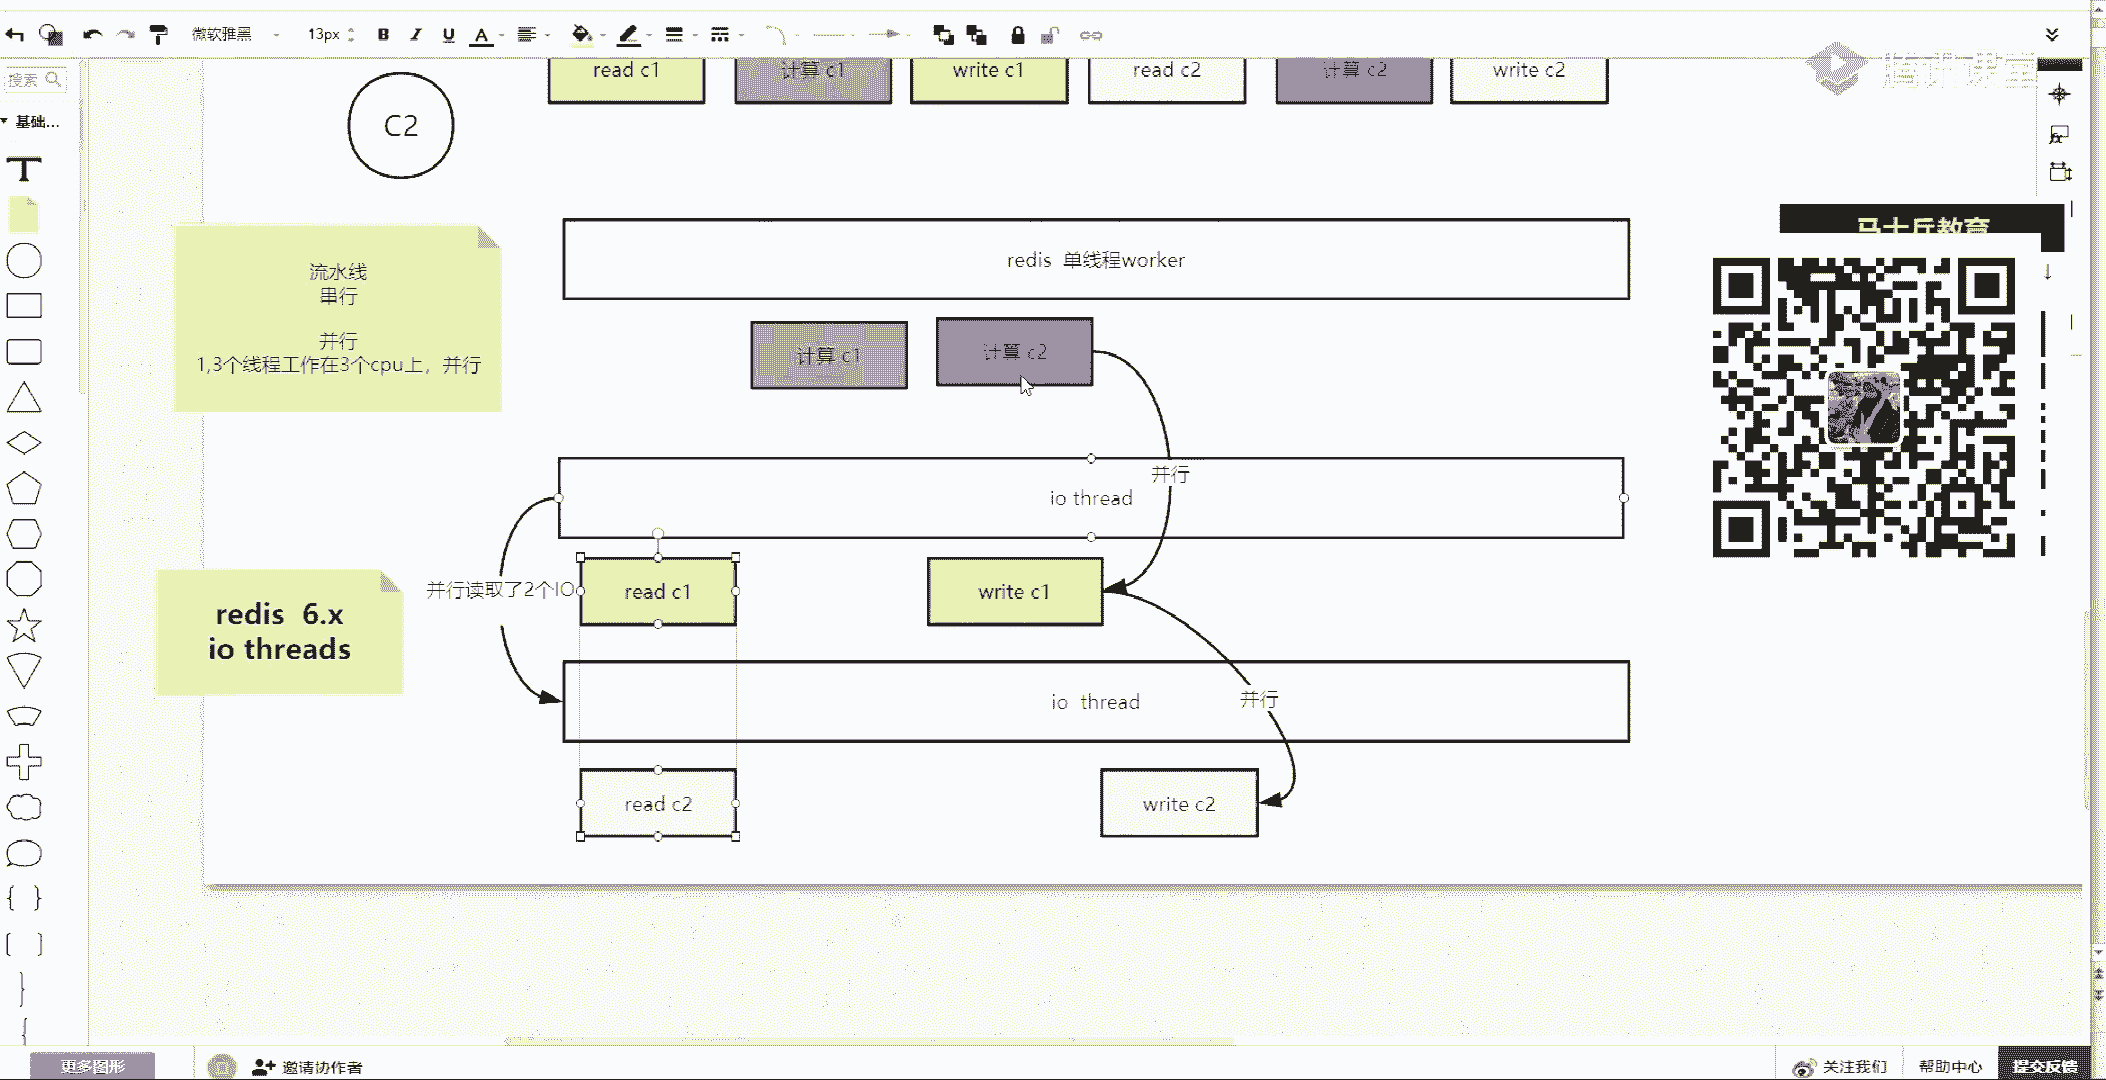 微软雅黑
13px
B
I
U
A
搜索
基础...
T
read c1
计算 c1
write c1
read c2
计算 c2
write c2
腾讯课堂
C2
马士兵教育
流水线
串行
并行
1,3个线程工作在3个cpu上，并行
redis 单线程worker
计算 c1
计算 c2
并行
io thread
并行读取了2个IO
read c1
write c1
redis 6.x
io threads
io thread
并行
read c2
write c2
更多图形
邀请协作者
关注我们
帮助中心
提交反馈